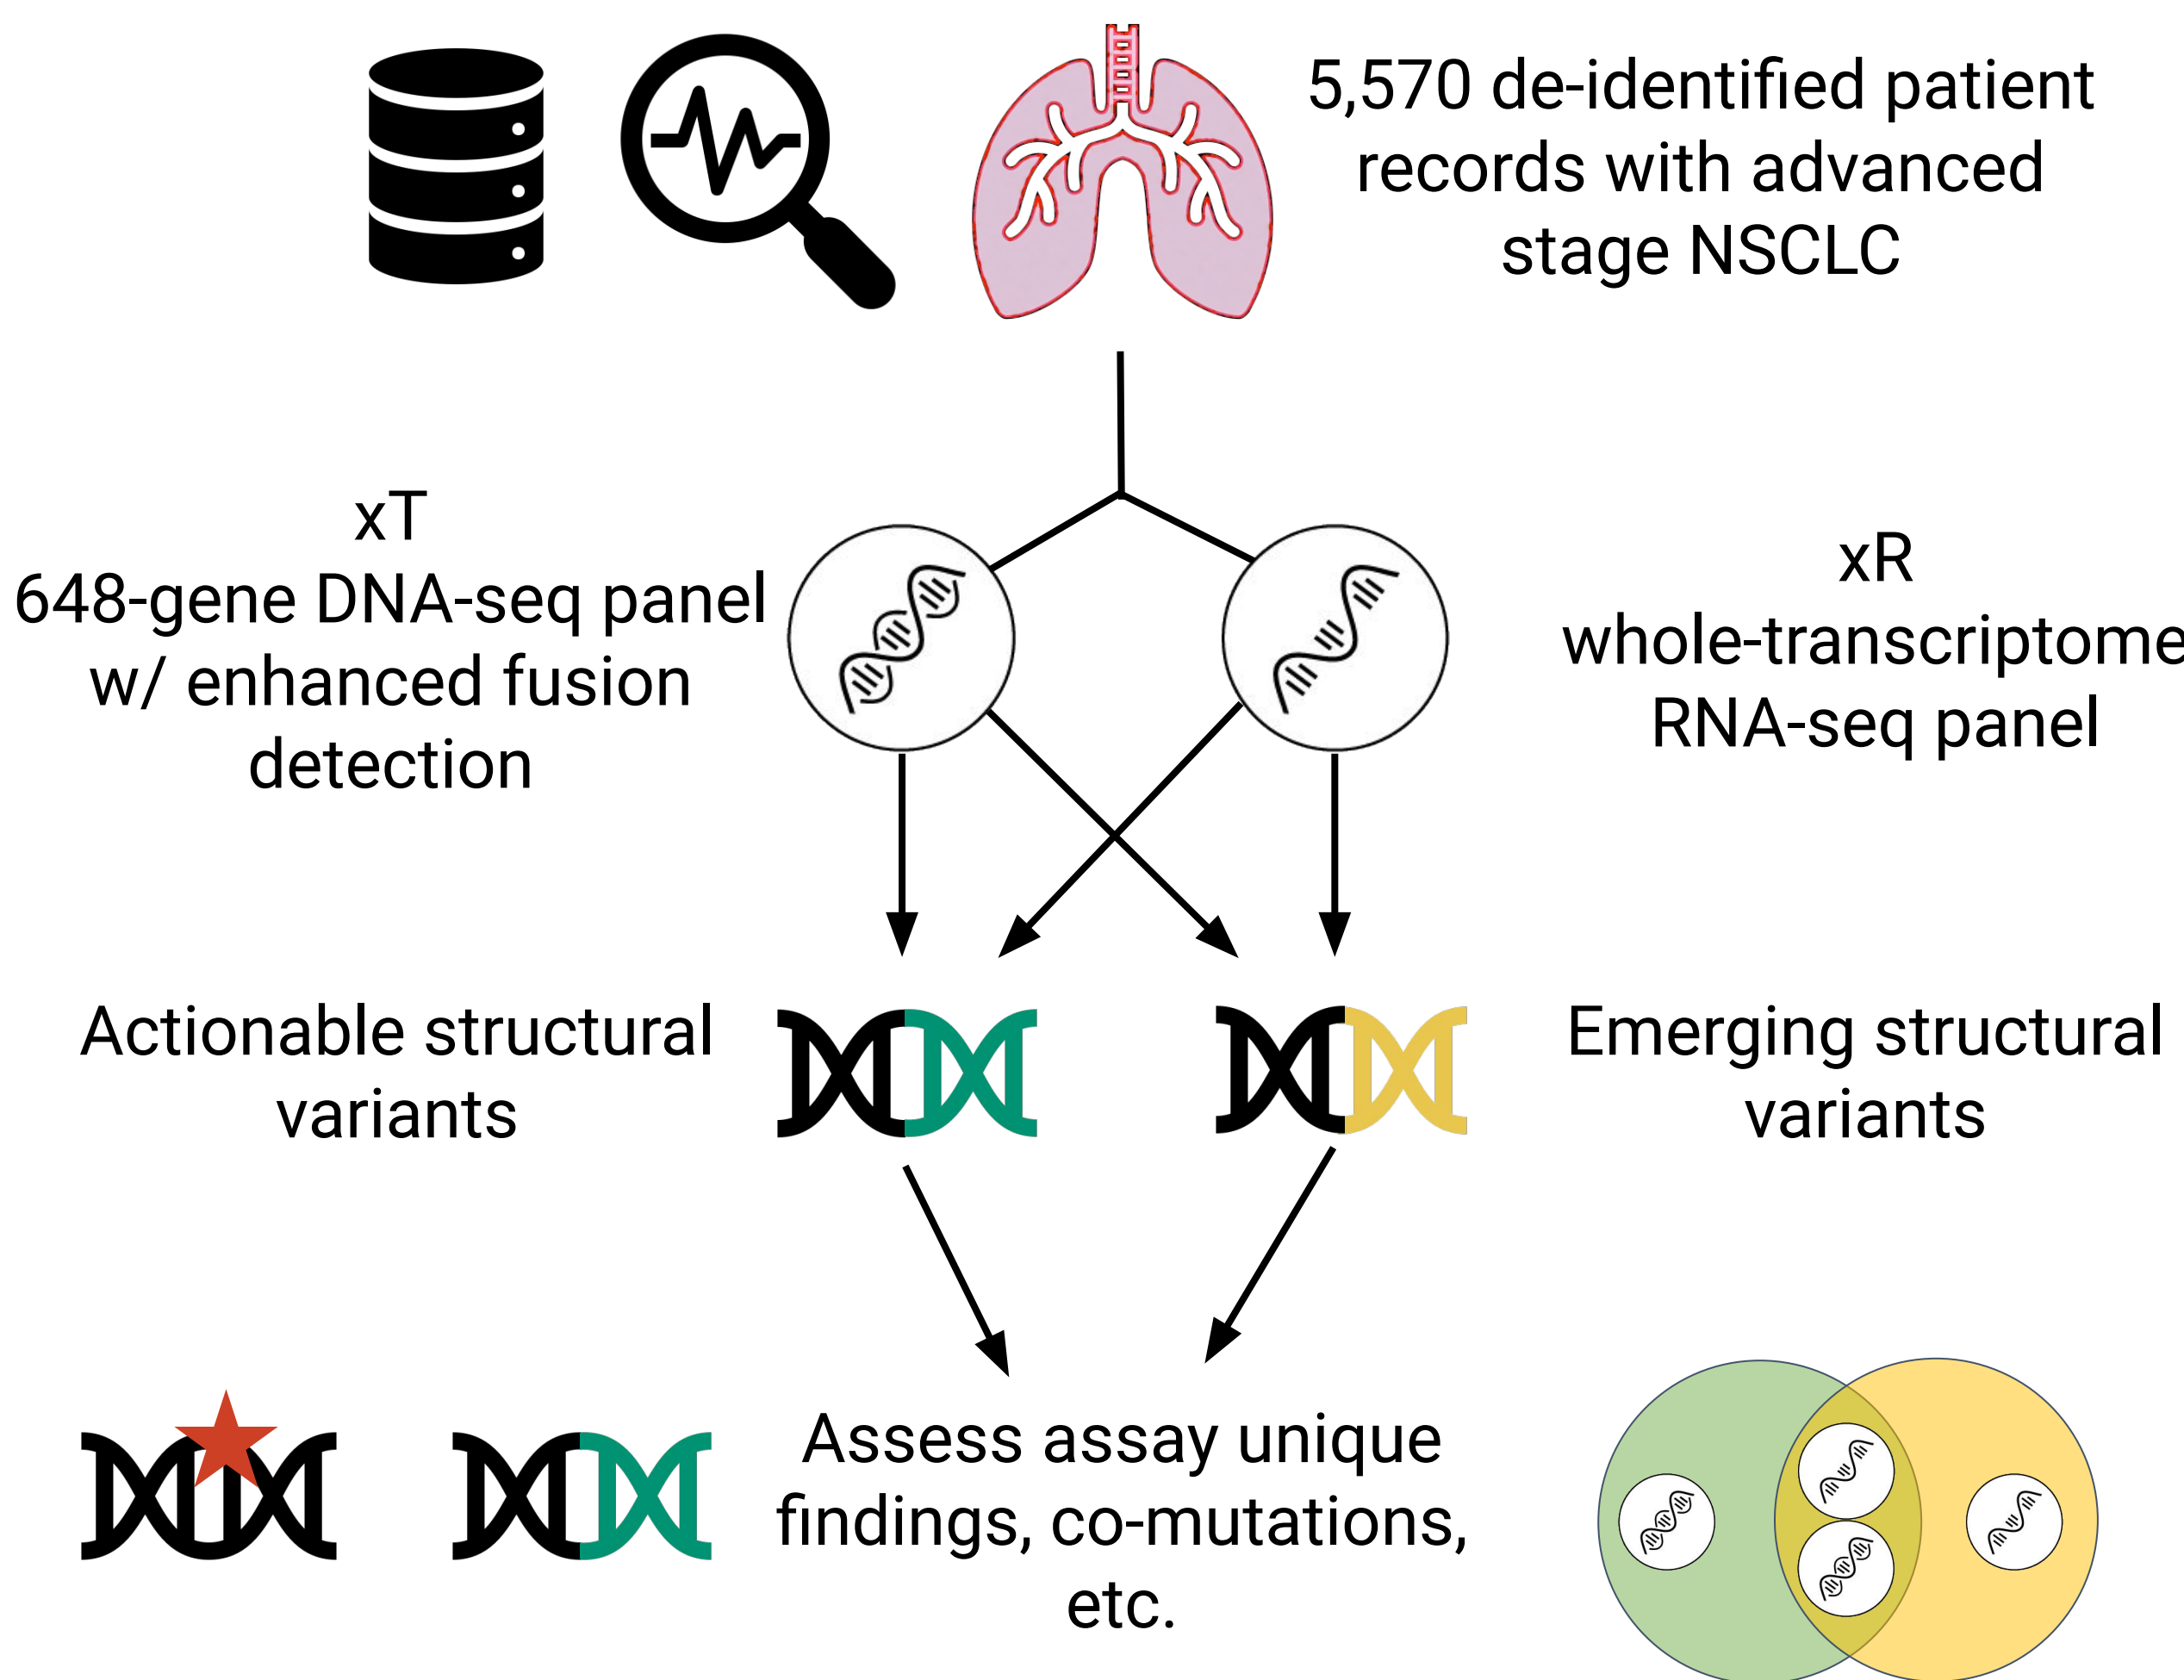 5,570 de-identified patient
records with advanced
stage NSCLC
xT
648-gene DNA-seq panel
w/ enhanced fusion
detection
xR
whole-transcriptome
RNA-seq panel
Actionable structural
variants
Emerging structural
variants
Assess assay unique
findings, co-mutations,
etc.